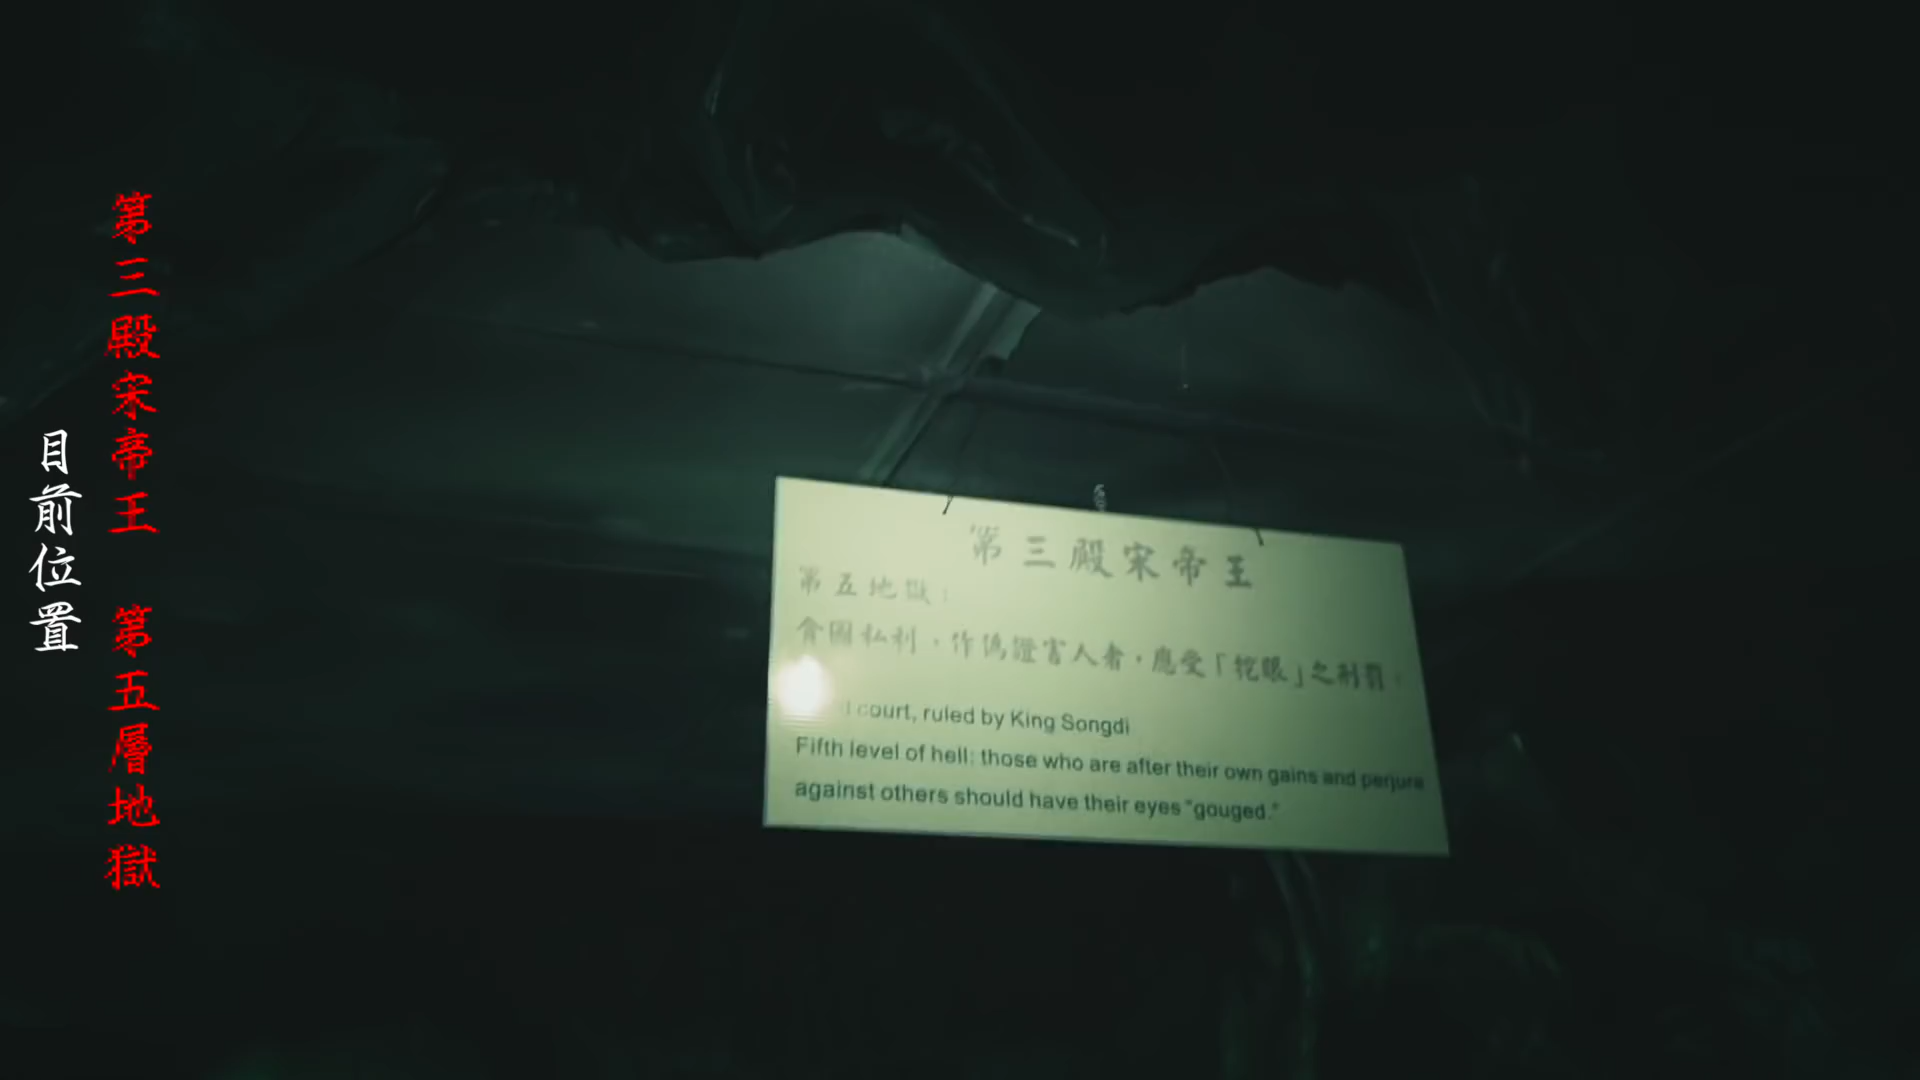 目前位置
第三殿宋帝王 第五層地獄
第三殿宋帝王
第五地獄：
貪圖私利，作偽證害人者，應受「挖眼」之刑罰。
court, ruled by King Songdi
Fifth level of hell: those who are after their own gains and perjure
against others should have their eyes "gouged."